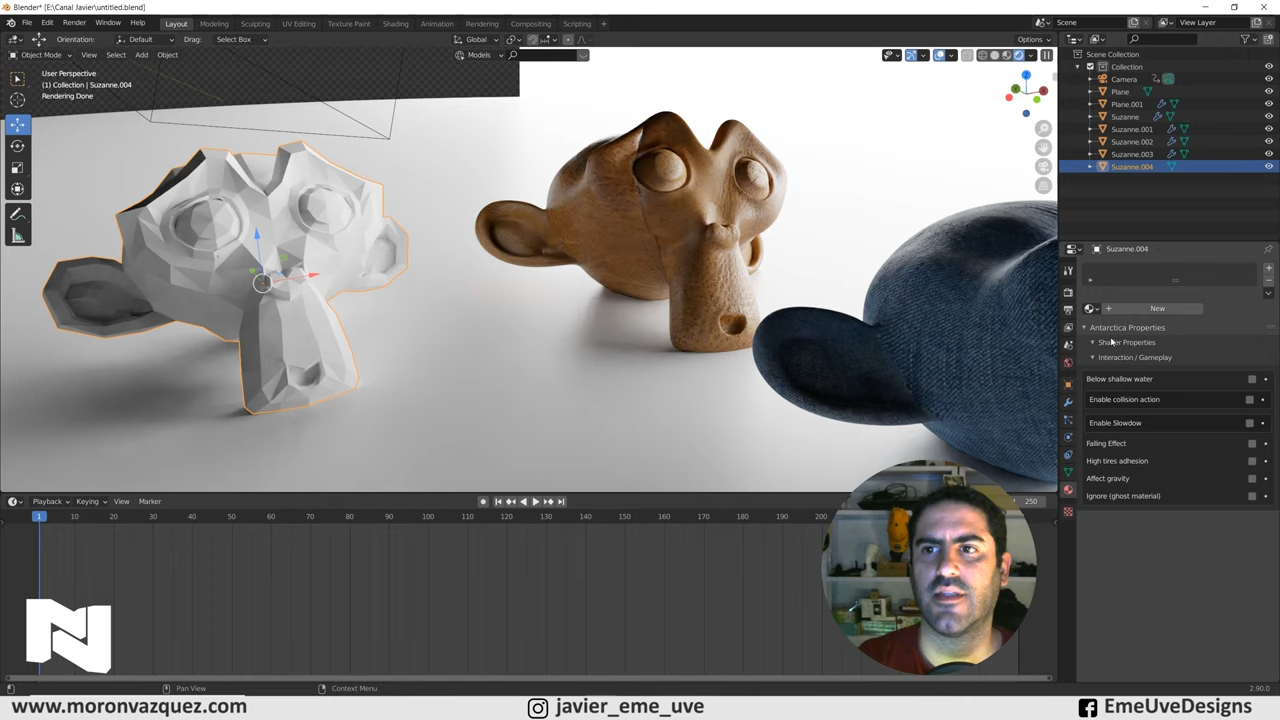 Blender* [E:\Canal Javier\untitled.blend]
File Edit Render Window Help Layout Modeling Sculpting UV Editing Texture Paint Shading Animation Rendering Compositing Scripting + Scene View Layer
Orientation: Default Drag: Select Box Global Options
Object Mode View Select Add Object Models
User Perspective
(1) Collection | Suzanne.004
Rendering Done
Scene Collection
Collection
Camera
Plane
Plane.001
Suzanne
Suzanne.001
Suzanne.002
Suzanne.003
Suzanne.004
Suzanne.004
New
Antarctica Properties
Shader Properties
Interaction / Gameplay
Below shallow water
Enable collision action
Enable Slowdow
Falling Effect
High tires adhesion
Affect gravity
Ignore (ghost material)
Playback Keying View Marker 250
1 10 20 30 40 50 60 70 80 90 100 110 120 130 140 150 160 170 180 190 200
N
Pan View Context Menu 2.90.0
www.moronvazquez.com javier_eme_uve EmeUveDesigns